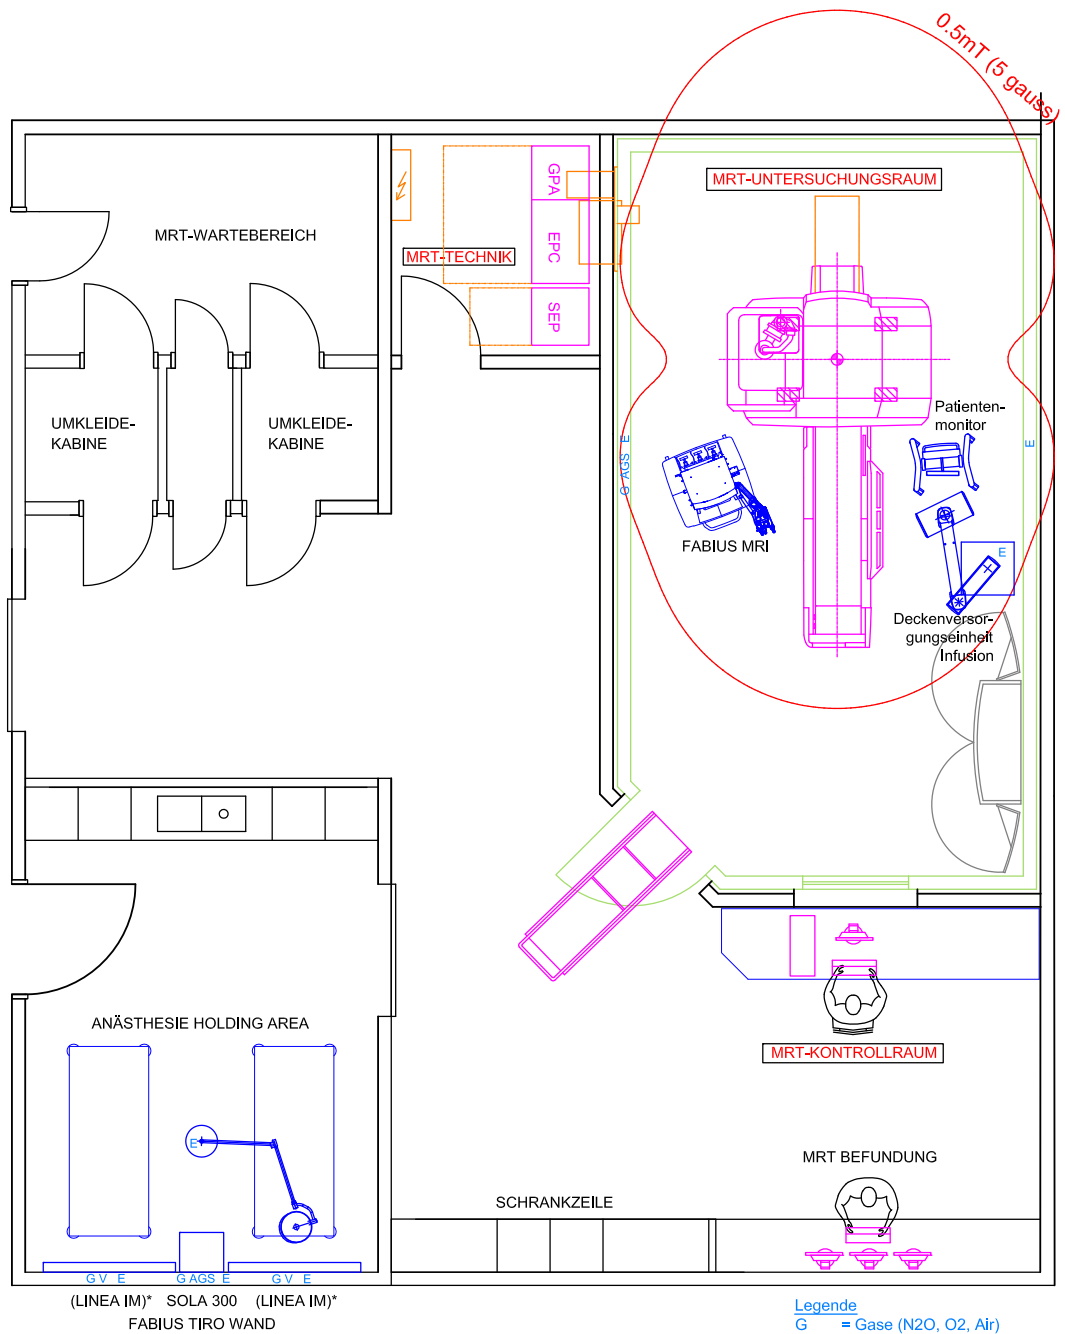 0.5mT (5 gauss)
MRT-UNTERSUCHUNGSRAUM
GPA
EPC
SEP
MRT-WARTEBEREICH
MRT-TECHNIK
UMKLEIDE-
KABINE
UMKLEIDE-
KABINE
Patienten-
monitor
G AGS E
E
FABIUS MRI
E
Deckenversor-
gungseinheit
Infusion
ANÄSTHESIE HOLDING AREA
MRT-KONTROLLRAUM
E
MRT BEFUNDUNG
SCHRANKZEILE
G V E
G AGS E
G V E
(LINEA IM)* SOLA 300 (LINEA IM)*
FABIUS TIRO WAND
Legende
G = Gase (N2O, O2, Air)